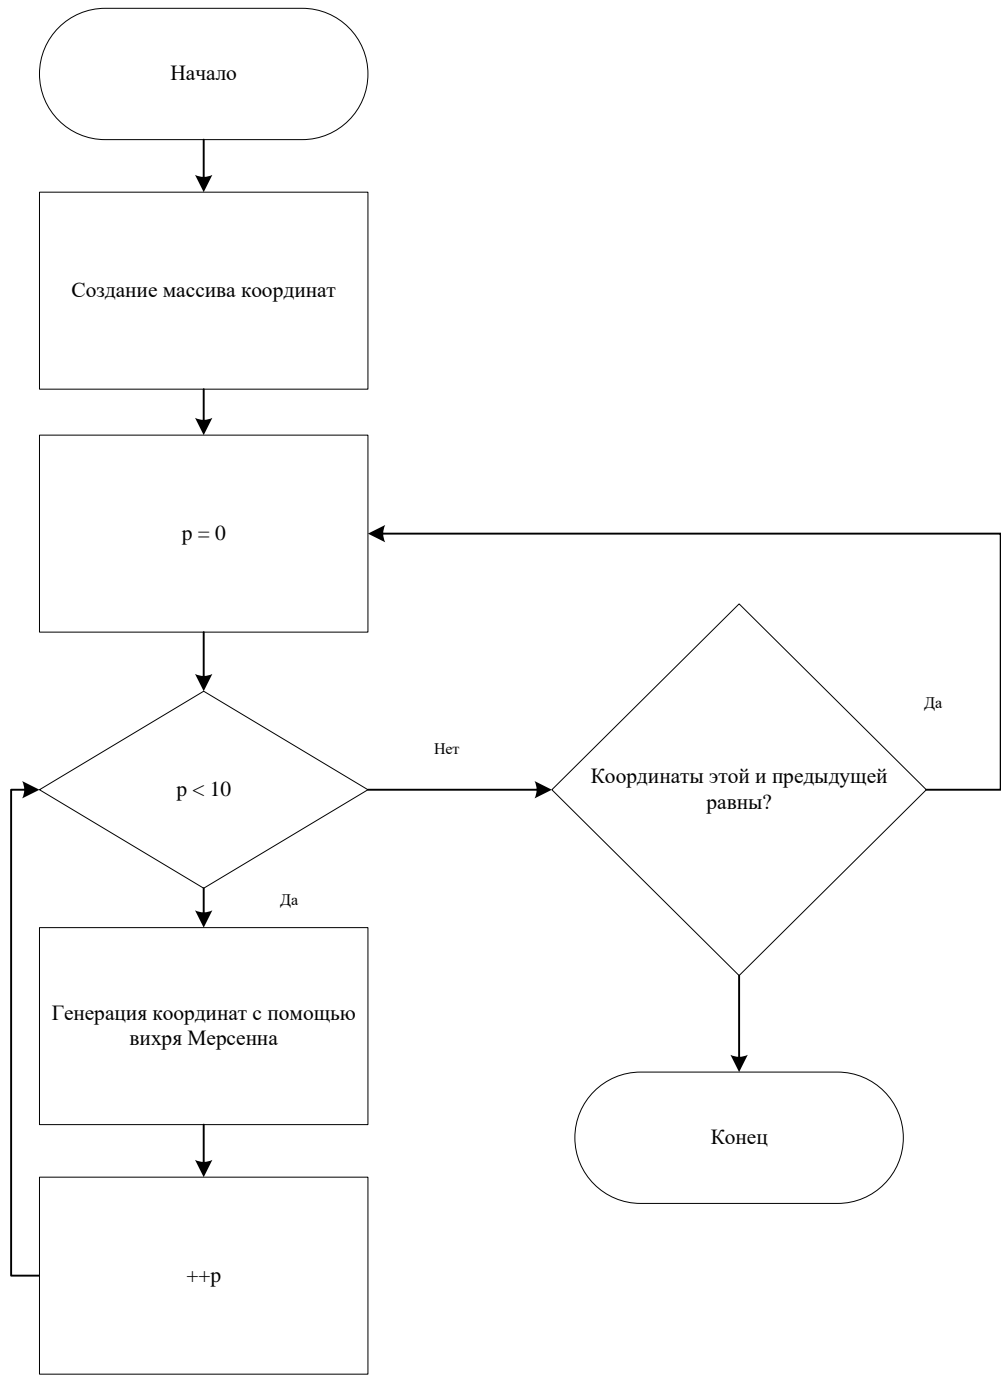 Начало
Создание массива координат
p = 0
p < 10
Нет
Координаты этой и предыдущей
равны?
Да
Да
Генерация координат с помощью
вихря Мерсенна
++p
Конец